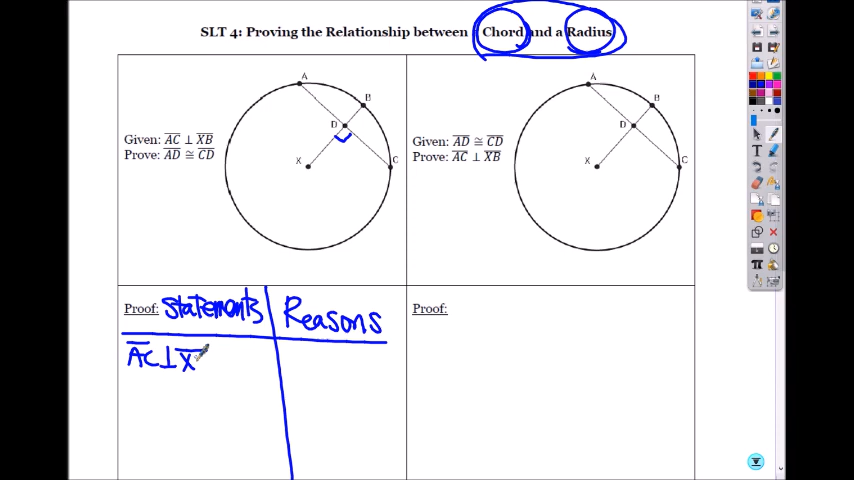 SLT 4: Proving the Relationship between Chord and a Radius
A
B
D
X
C
Given: AC ⊥ XB
Prove: AD ≅ CD
A
B
D
X
C
Given: AD ≅ CD
Prove: AC ⊥ XB
Proof: Statements Reasons
AC ⊥ X
Proof: